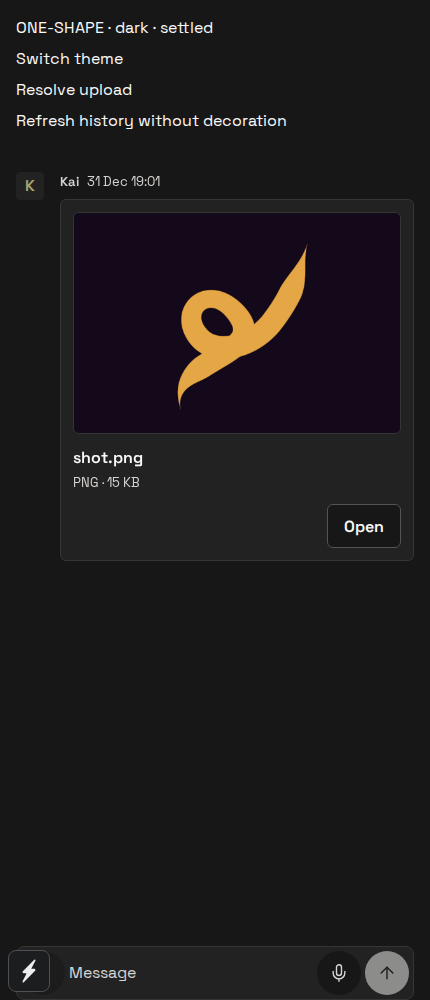 ONE-SHAPE · dark · settled
Switch theme
Resolve upload
Refresh history without decoration
K
Kai 31 Dec 19:01
shot.png
PNG · 15 KB
Open
Message